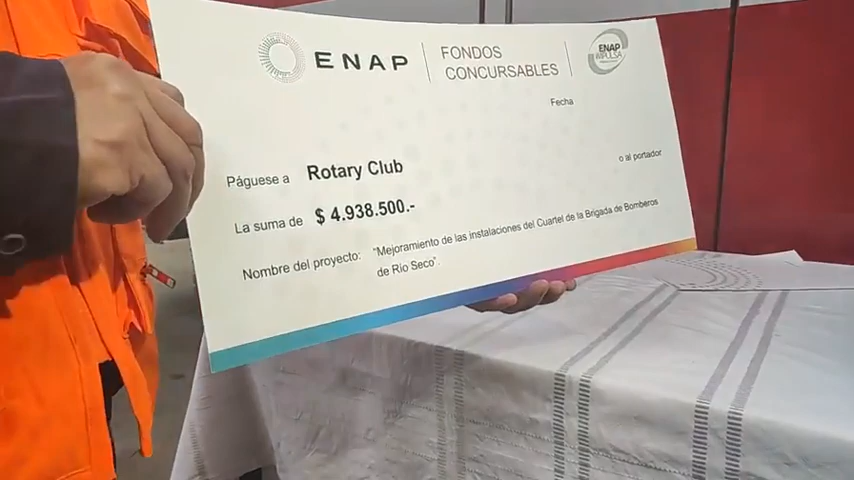 ENAP
FONDOS
CONCURSABLES
ENAP
IMPULSA
Fecha
Páguese a Rotary Club o al portador
La suma de $ 4.938.500.-
Nombre del proyecto: "Mejoramiento de las instalaciones del Cuartel de la Brigada de Bomberos
de Rio Seco".